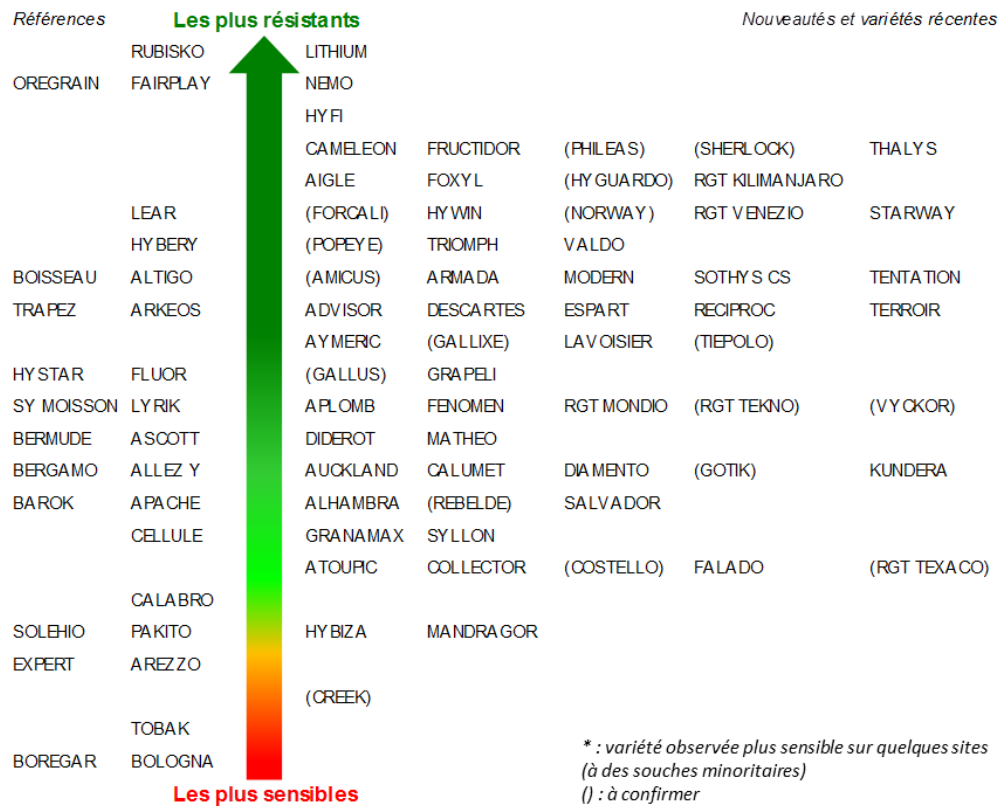 Références Les plus résistants Nouveautés et variétés récentes
RUBISKO LITHIUM
OREGRAIN FAIRPLAY NEMO
HYFI
CAMELEON FRUCTIDOR (PHILEAS) (SHERLOCK) THALYS
AIGLE FOXYL (HYGUARDO) RGT KILIMANJARO
LEAR (FORCALI) HYWIN (NORWAY) RGT VENEZIO STARWAY
HYBERY (POPEYE) TRIOMPH VALDO
BOISSEAU ALTIGO (AMICUS) ARMADA MODERN SOTHYS CS TENTATION
TRAPEZ ARKEOS ADVISOR DESCARTES ESPART RECIPROC TERROIR
AYMERIC (GALLIXE) LAVOISIER (TIEPOLO)
HYSTAR FLUOR (GALLUS) GRAPELI
SY MOISSON LYRIK APLOMB FENOMEN RGT MONDIO (RGT TEKNO) (VYCKOR)
BERMUDE ASCOTT DIDEROT MATHEO
BERGAMO ALLEZ Y AUCKLAND CALUMET DIAMENTO (GOTIK) KUNDERA
BAROK APACHE ALHAMBRA (REBELDE) SALVADOR
CELLULE GRANAMAX SYLLON
ATOUPIC COLLECTOR (COSTELLO) FALADO (RGT TEXACO)
CALABRO
SOLEHIO PAKITO HYBIZA MANDRAGOR
EXPERT AREZZO
(CREEK)
TOBAK
BOREGAR BOLOGNA
Les plus sensibles
* : variété observée plus sensible sur quelques sites
(à des souches minoritaires)
() : à confirmer